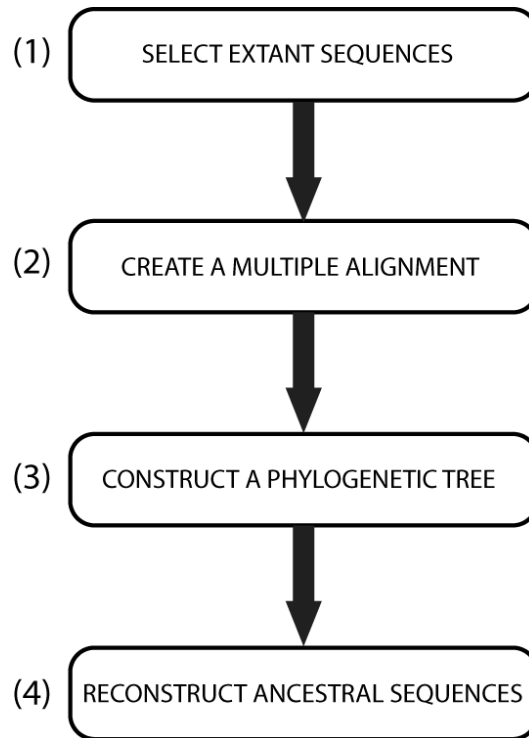 (1) SELECT EXTANT SEQUENCES
(2) CREATE A MULTIPLE ALIGNMENT
(3) CONSTRUCT A PHYLOGENETIC TREE
(4) RECONSTRUCT ANCESTRAL SEQUENCES